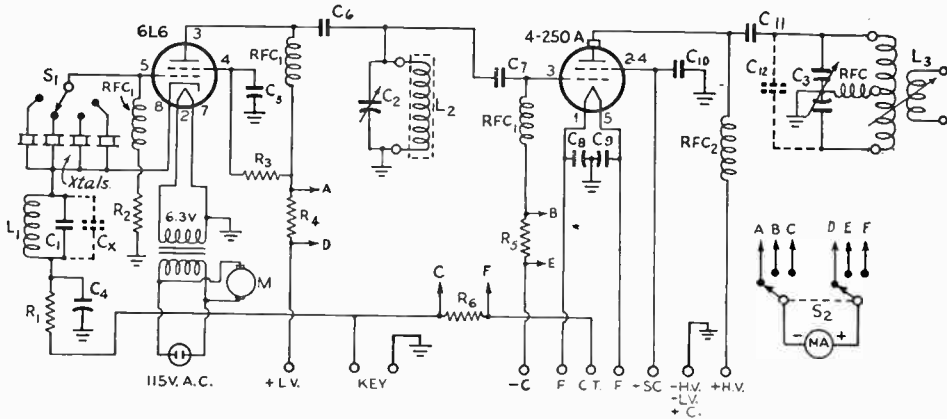 6L6
3
C6
4-250A
C11
S1
5
4
RFC1
RFC1
C5
8
2
7
C2
L2
C7
3
2-4
C10
C12
C3
RFC
L3
Xtals.
R3
A
R4
D
RFC1
1
5
C8
C9
RFC2
L1
C1
Cx
R2
6.3V
M
B
R5
E
A B C D E F
C4
R1
C
R6
F
S2
- MA +
115V. A.C.
+L.V.
KEY
-C
F
C T.
F
-SC
-H.V.
-L.V.
+C.
+H.V.